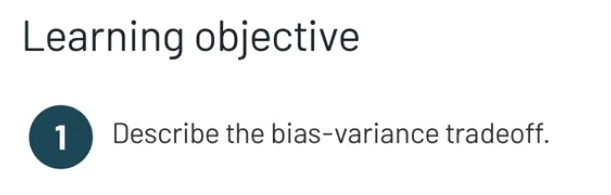 Learning objective
1 Describe the bias-variance tradeoff.